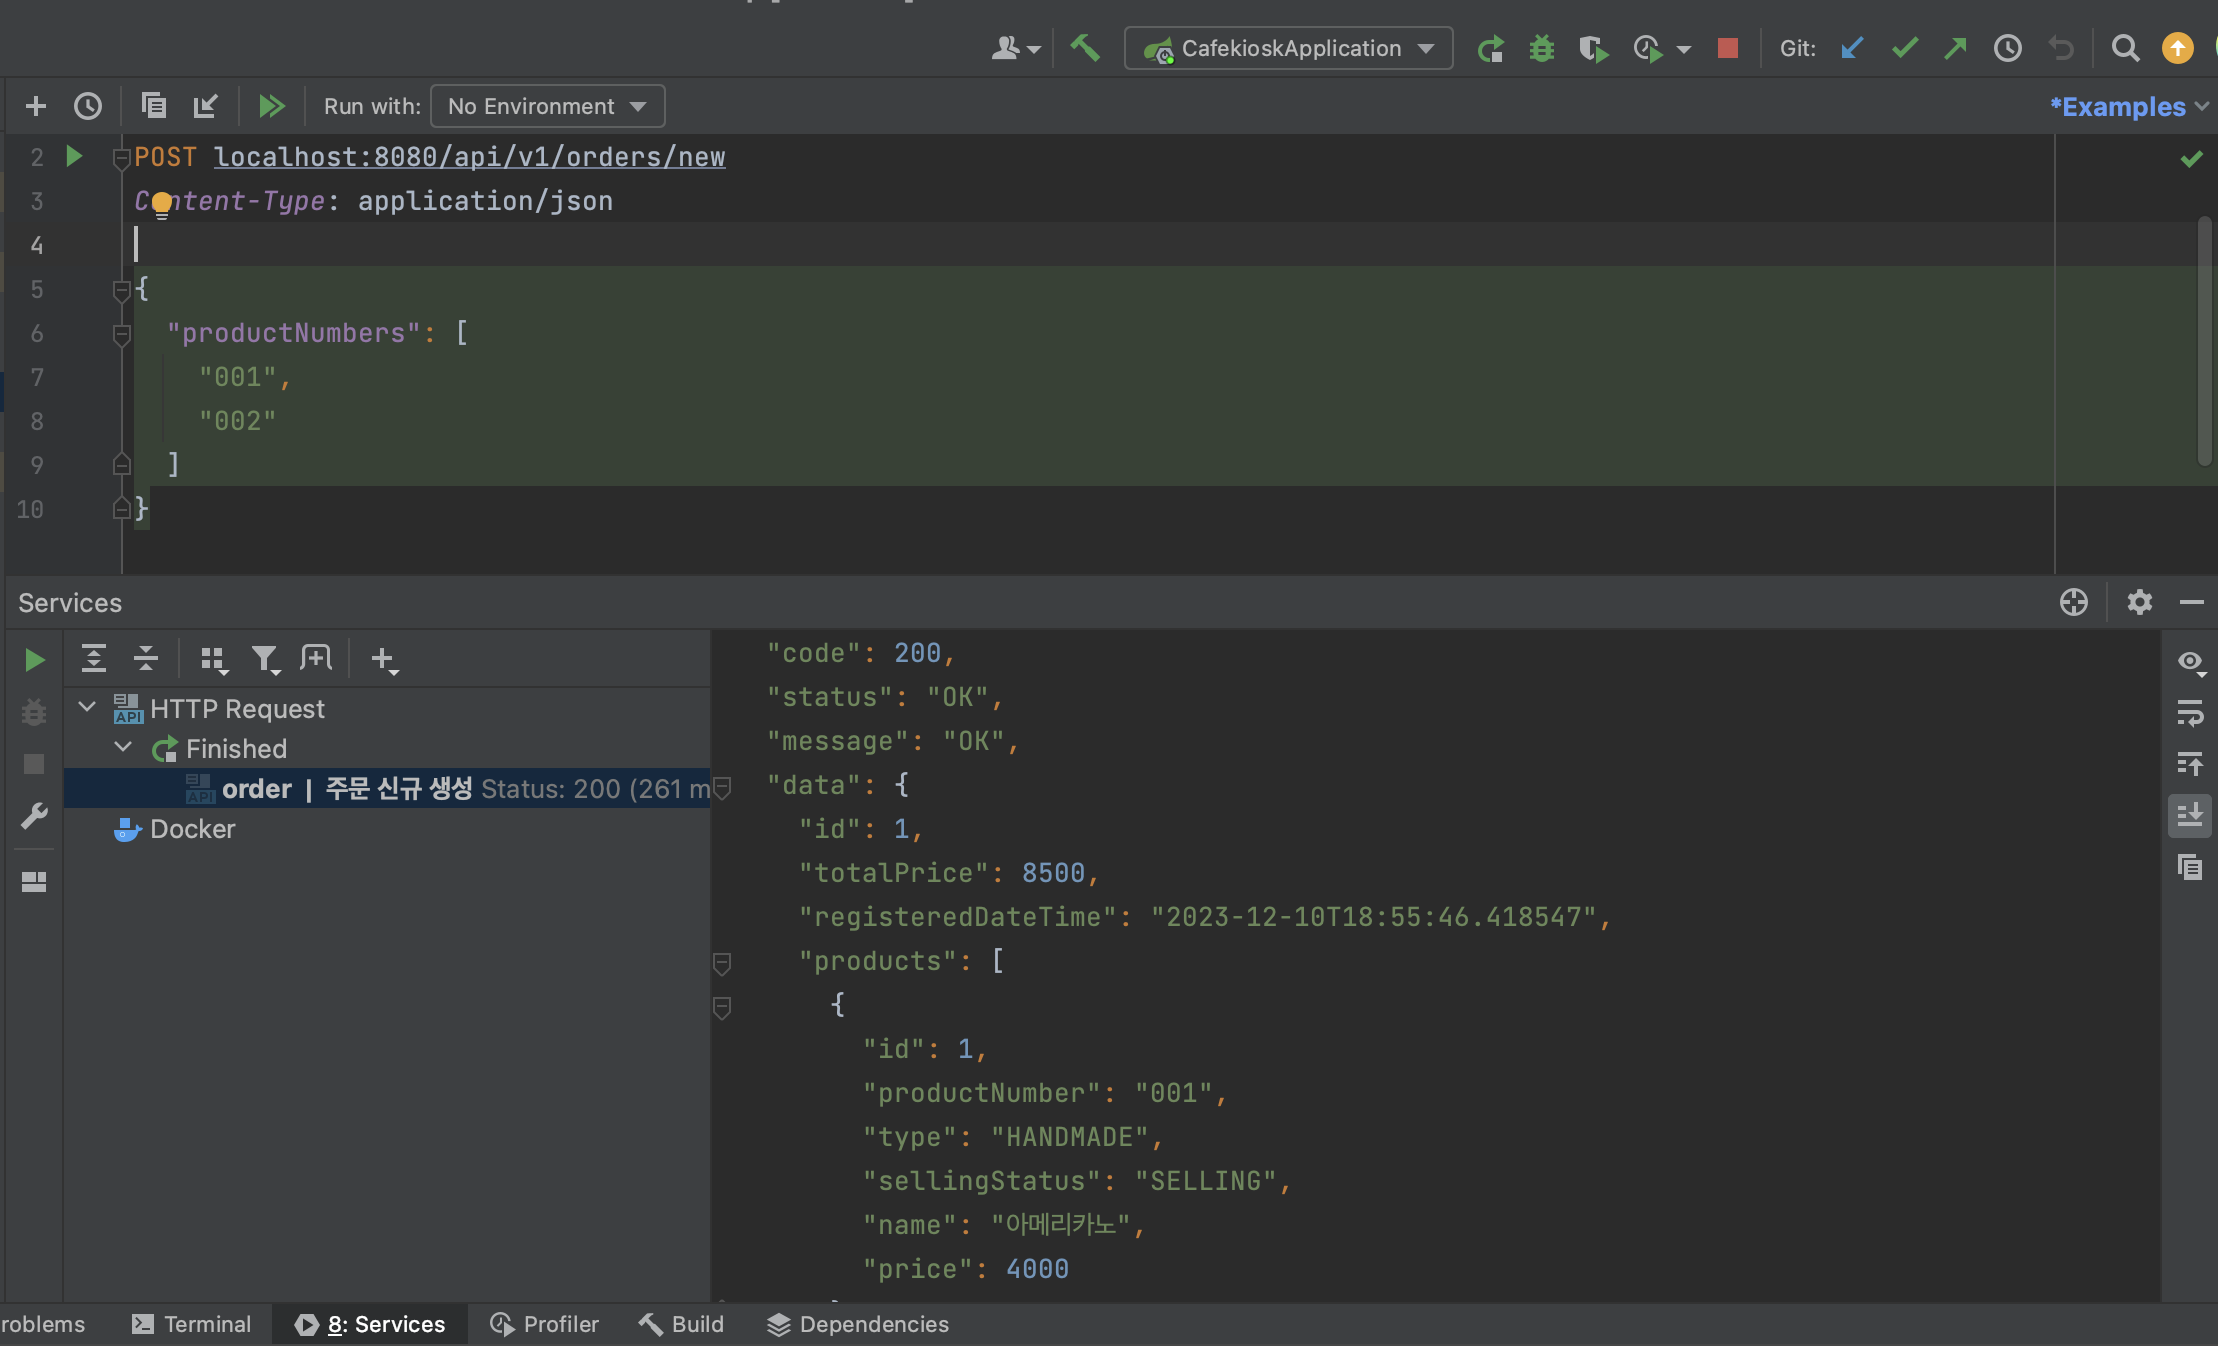 CafekioskApplication
Git:
Run with:
No Environment
*Examples
2 POST localhost:8080/api/v1/orders/new
3 Content-Type: application/json
4
5 {
6 "productNumbers": [
7 "001",
8 "002"
9 ]
10 }
Services
HTTP Request
Finished
API order | 주문 신규 생성 Status: 200 (261 m
Docker
"code": 200,
"status": "OK",
"message": "OK",
"data": {
"id": 1,
"totalPrice": 8500,
"registeredDateTime": "2023-12-10T18:55:46.418547",
"products": [
{
"id": 1,
"productNumber": "001",
"type": "HANDMADE",
"sellingStatus": "SELLING",
"name": "아메리카노",
"price": 4000
roblems
Terminal
8: Services
Profiler
Build
Dependencies